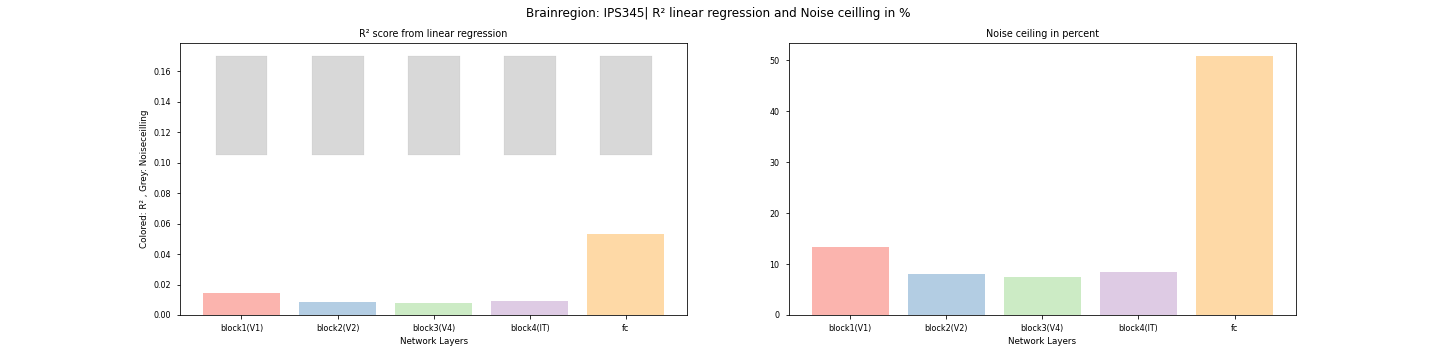 Brainregion: IPS345| R² linear regression and Noise ceilling in %
R² score from linear regression
Colored: R² , Grey: Noiseceilling
0.16
0.14
0.12
0.10
0.08
0.06
0.04
0.02
0.00
block1(V1) block2(V2) block3(V4) block4(IT) fc
Network Layers
Noise ceiling in percent
50
40
30
20
10
0
block1(V1) block2(V2) block3(V4) block4(IT) fc
Network Layers